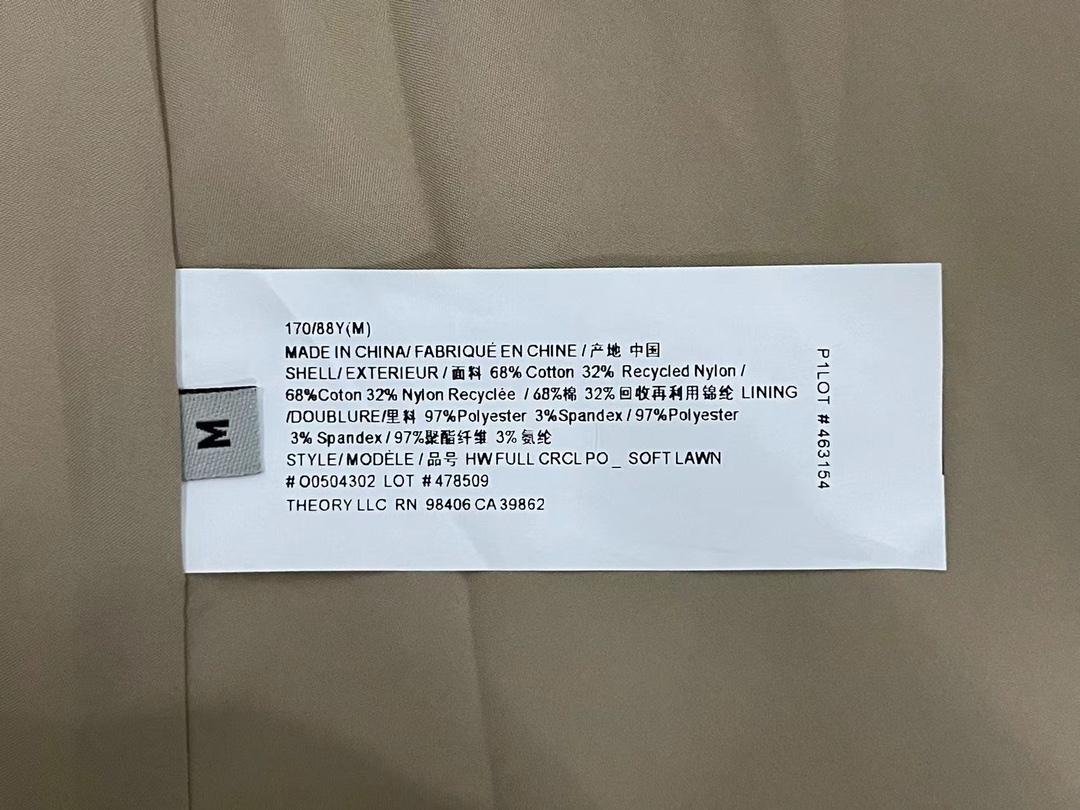 170/88Y(M)
MADE IN CHINA/ FABRIQUÉ EN CHINE / 产地 中国
SHELL/ EXTERIEUR / 面料 68% Cotton 32% Recycled Nylon /
68%Coton 32% Nylon Recyclée / 68%棉 32%回收再利用锦纶 LINING
/DOUBLURE/里料 97%Polyester 3%Spandex / 97%Polyester
3% Spandex / 97%聚酯纤维 3%氨纶
STYLE/ MODÈLE / 品号 HW FULL CRCL PO _ SOFT LAWN
# O0504302 LOT # 478509
THEORY LLC RN 98406 CA 39862
P1LOT # 463154
M